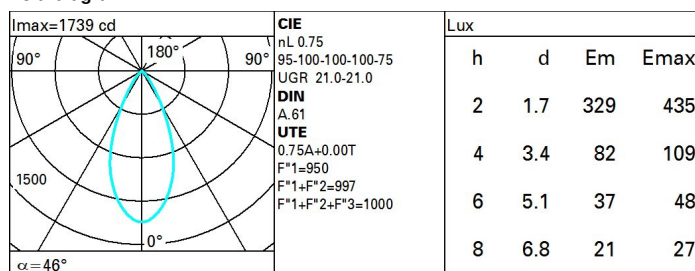 Imax=1739 cd
90° 180° 90°
1500
0°
α=46°
CIE
nL 0.75
95-100-100-100-75
UGR 21.0-21.0
DIN
A.61
UTE
0.75A+0.00T
F"1=950
F"1+F"2=997
F"1+F"2+F"3=1000
Lux
h d Em Emax
2 1.7 329 435
4 3.4 82 109
6 5.1 37 48
8 6.8 21 27